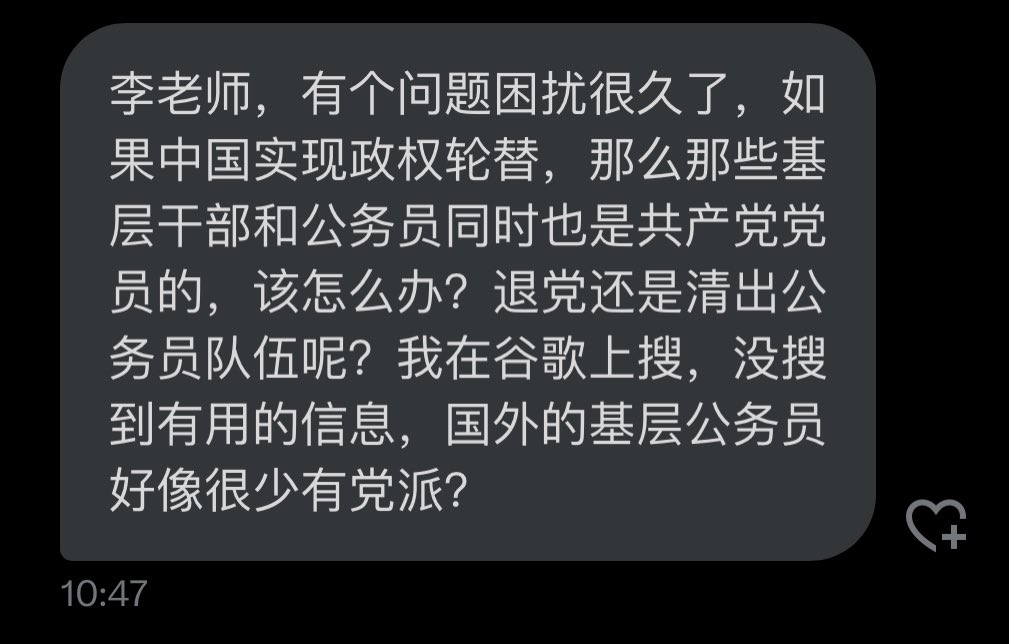 李老师，有个问题困扰很久了，如
果中国实现政权轮替，那么那些基
层干部和公务员同时也是共产党党
员的，该怎么办？退党还是清出公
务员队伍呢？我在谷歌上搜，没搜
到有用的信息，国外的基层公务员
好像很少有党派？
10:47